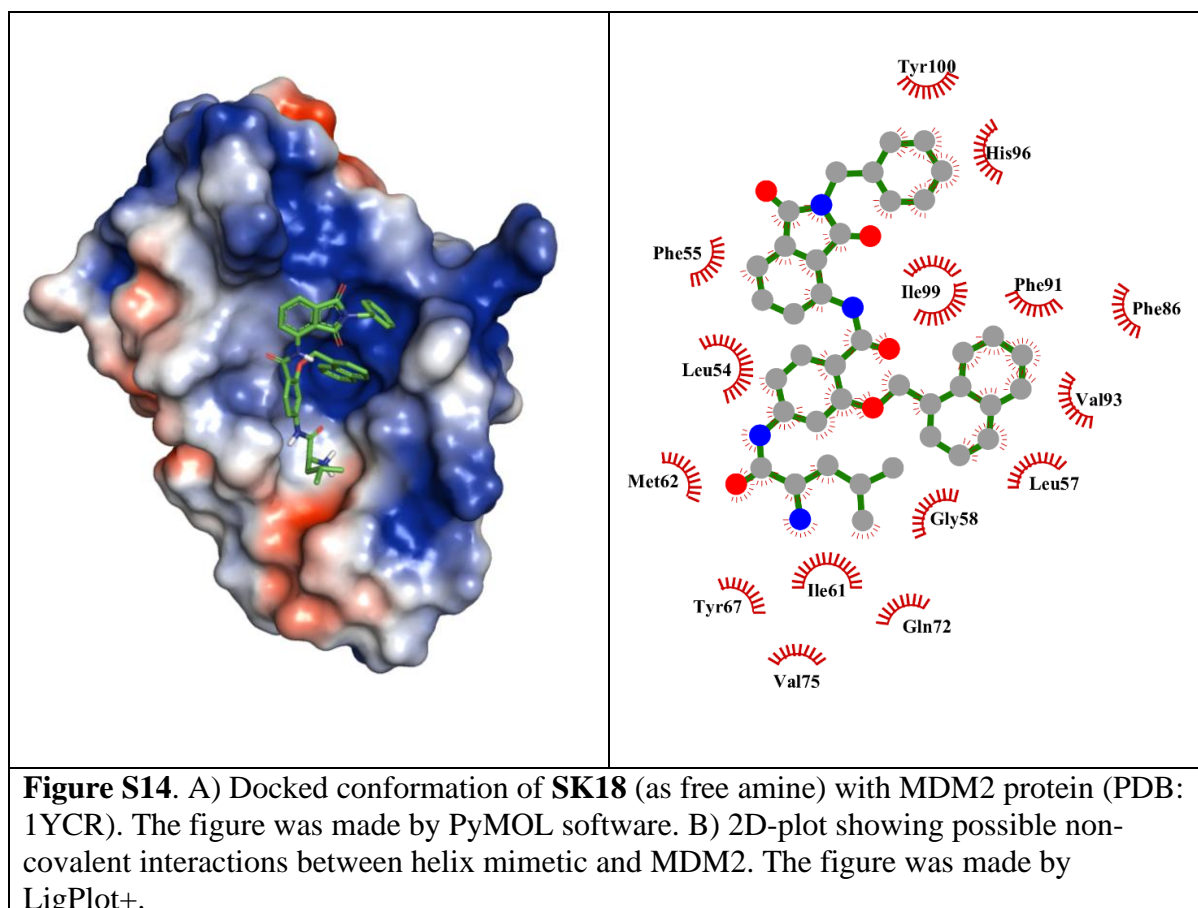 Tyr100
His96
Phe55
Ile99
Phe91
Phe86
Leu54
Val93
Met62
Leu57
Gly58
Ile61
Tyr67
Gln72
Val75
Figure S14. A) Docked conformation of SK18 (as free amine) with MDM2 protein (PDB:
1YCR). The figure was made by PyMOL software. B) 2D-plot showing possible non-
covalent interactions between helix mimetic and MDM2. The figure was made by
LigPlot+.